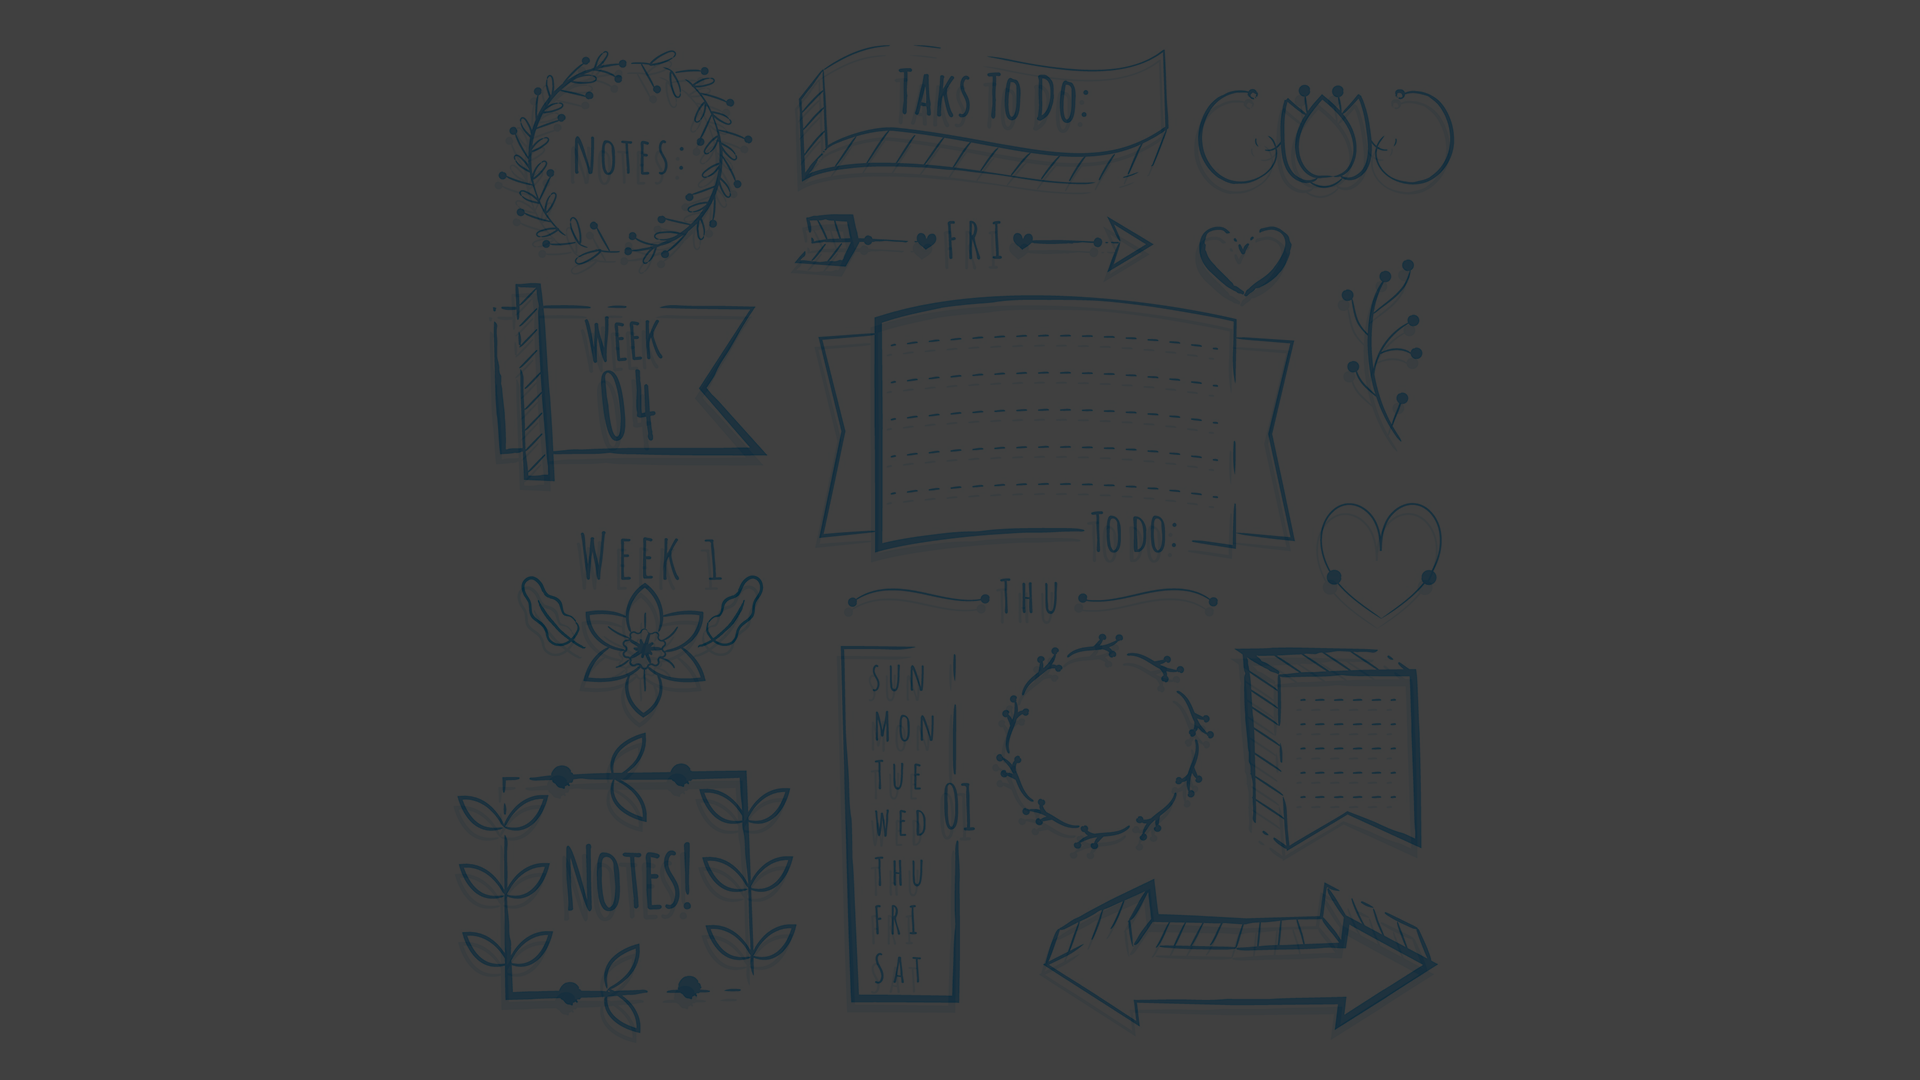 NOTES:
TAKS TO DO:
FRI
WEEK
04
TO DO:
WEEK 1
THU
SUN
MON
TUE
WED
THU
FRI
SAT
01
NOTES!